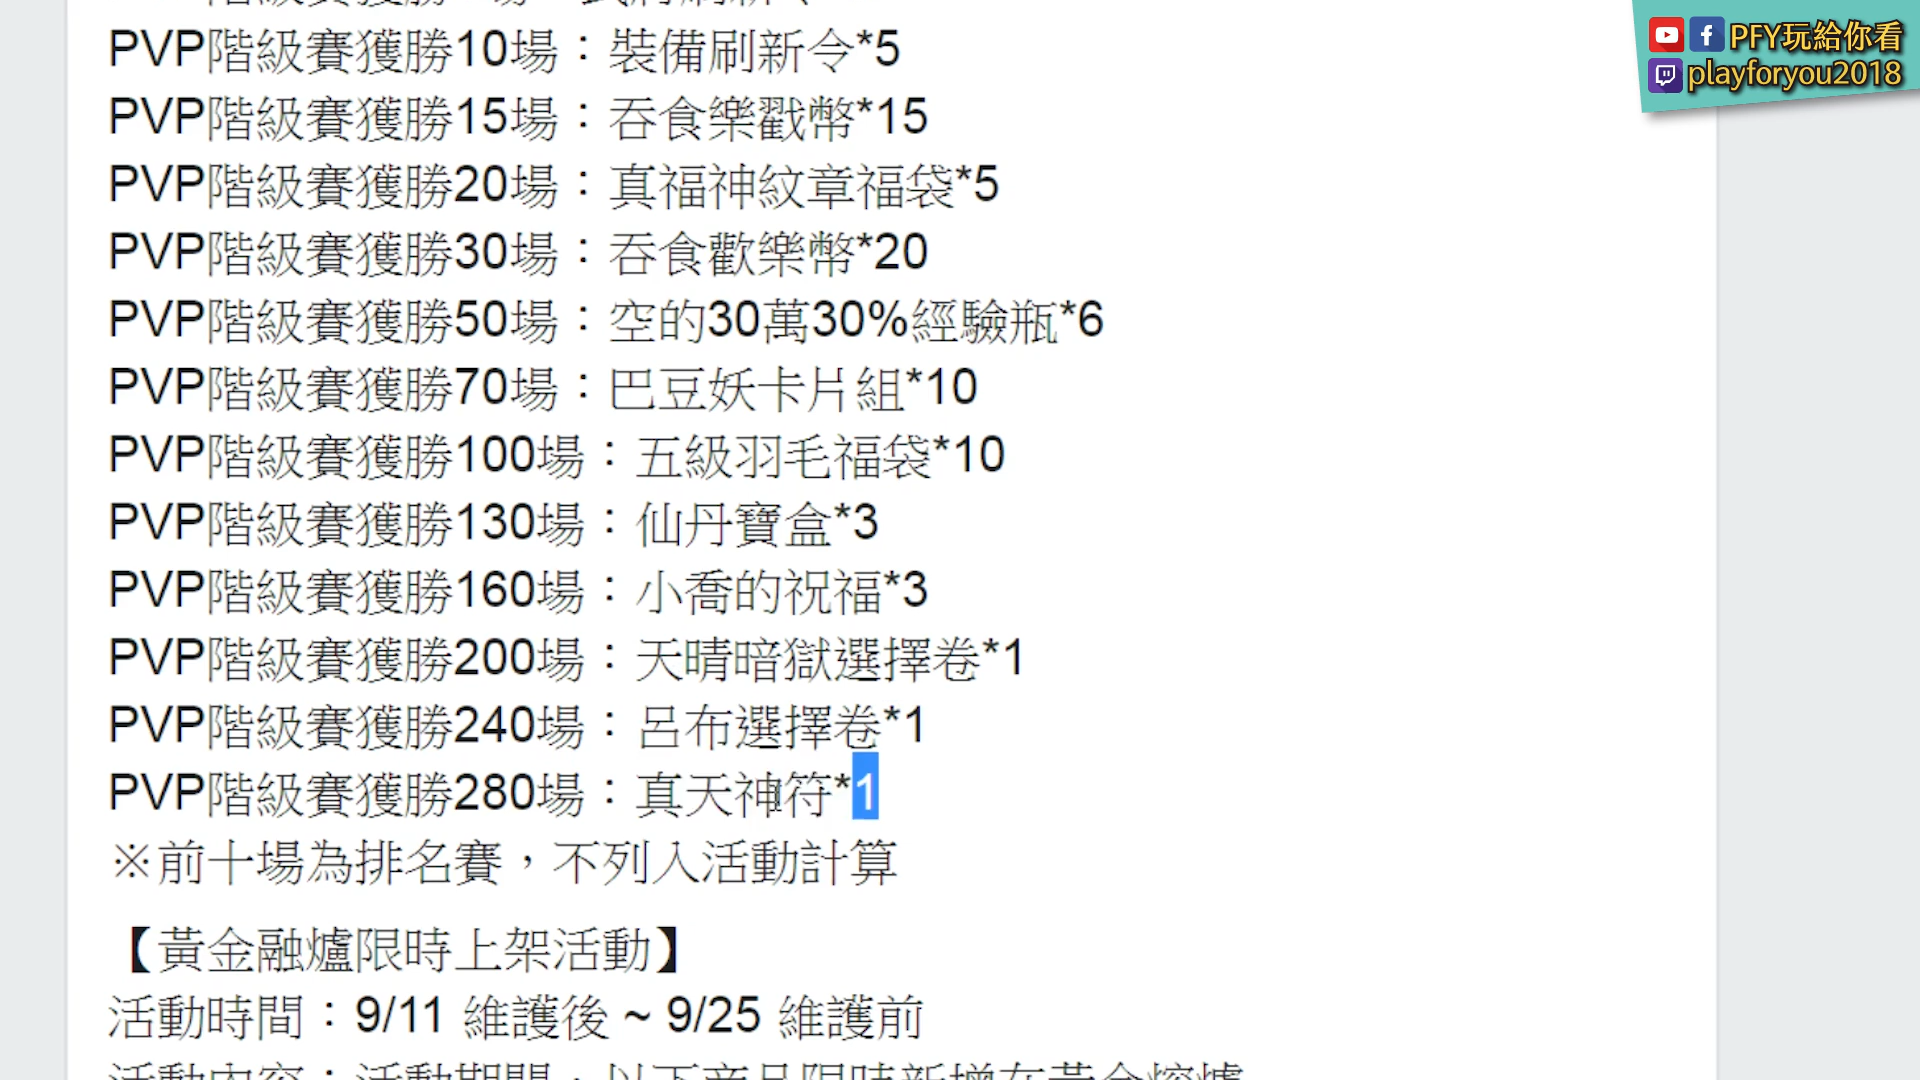 PVP階級賽獲勝10場：裝備刷新令*5
PVP階級賽獲勝15場：吞食樂戳幣*15
PVP階級賽獲勝20場：真福神紋章福袋*5
PVP階級賽獲勝30場：吞食歡樂幣*20
PVP階級賽獲勝50場：空的30萬30%經驗瓶*6
PVP階級賽獲勝70場：巴豆妖卡片組*10
PVP階級賽獲勝100場：五級羽毛福袋*10
PVP階級賽獲勝130場：仙丹寶盒*3
PVP階級賽獲勝160場：小喬的祝福*3
PVP階級賽獲勝200場：天晴暗獄選擇卷*1
PVP階級賽獲勝240場：呂布選擇卷*1
PVP階級賽獲勝280場：真天神符*1
※前十場為排名賽，不列入活動計算
【黃金融爐限時上架活動】
活動時間：9/11 維護後 ~ 9/25 維護前
PFY玩給你看
playforyou2018